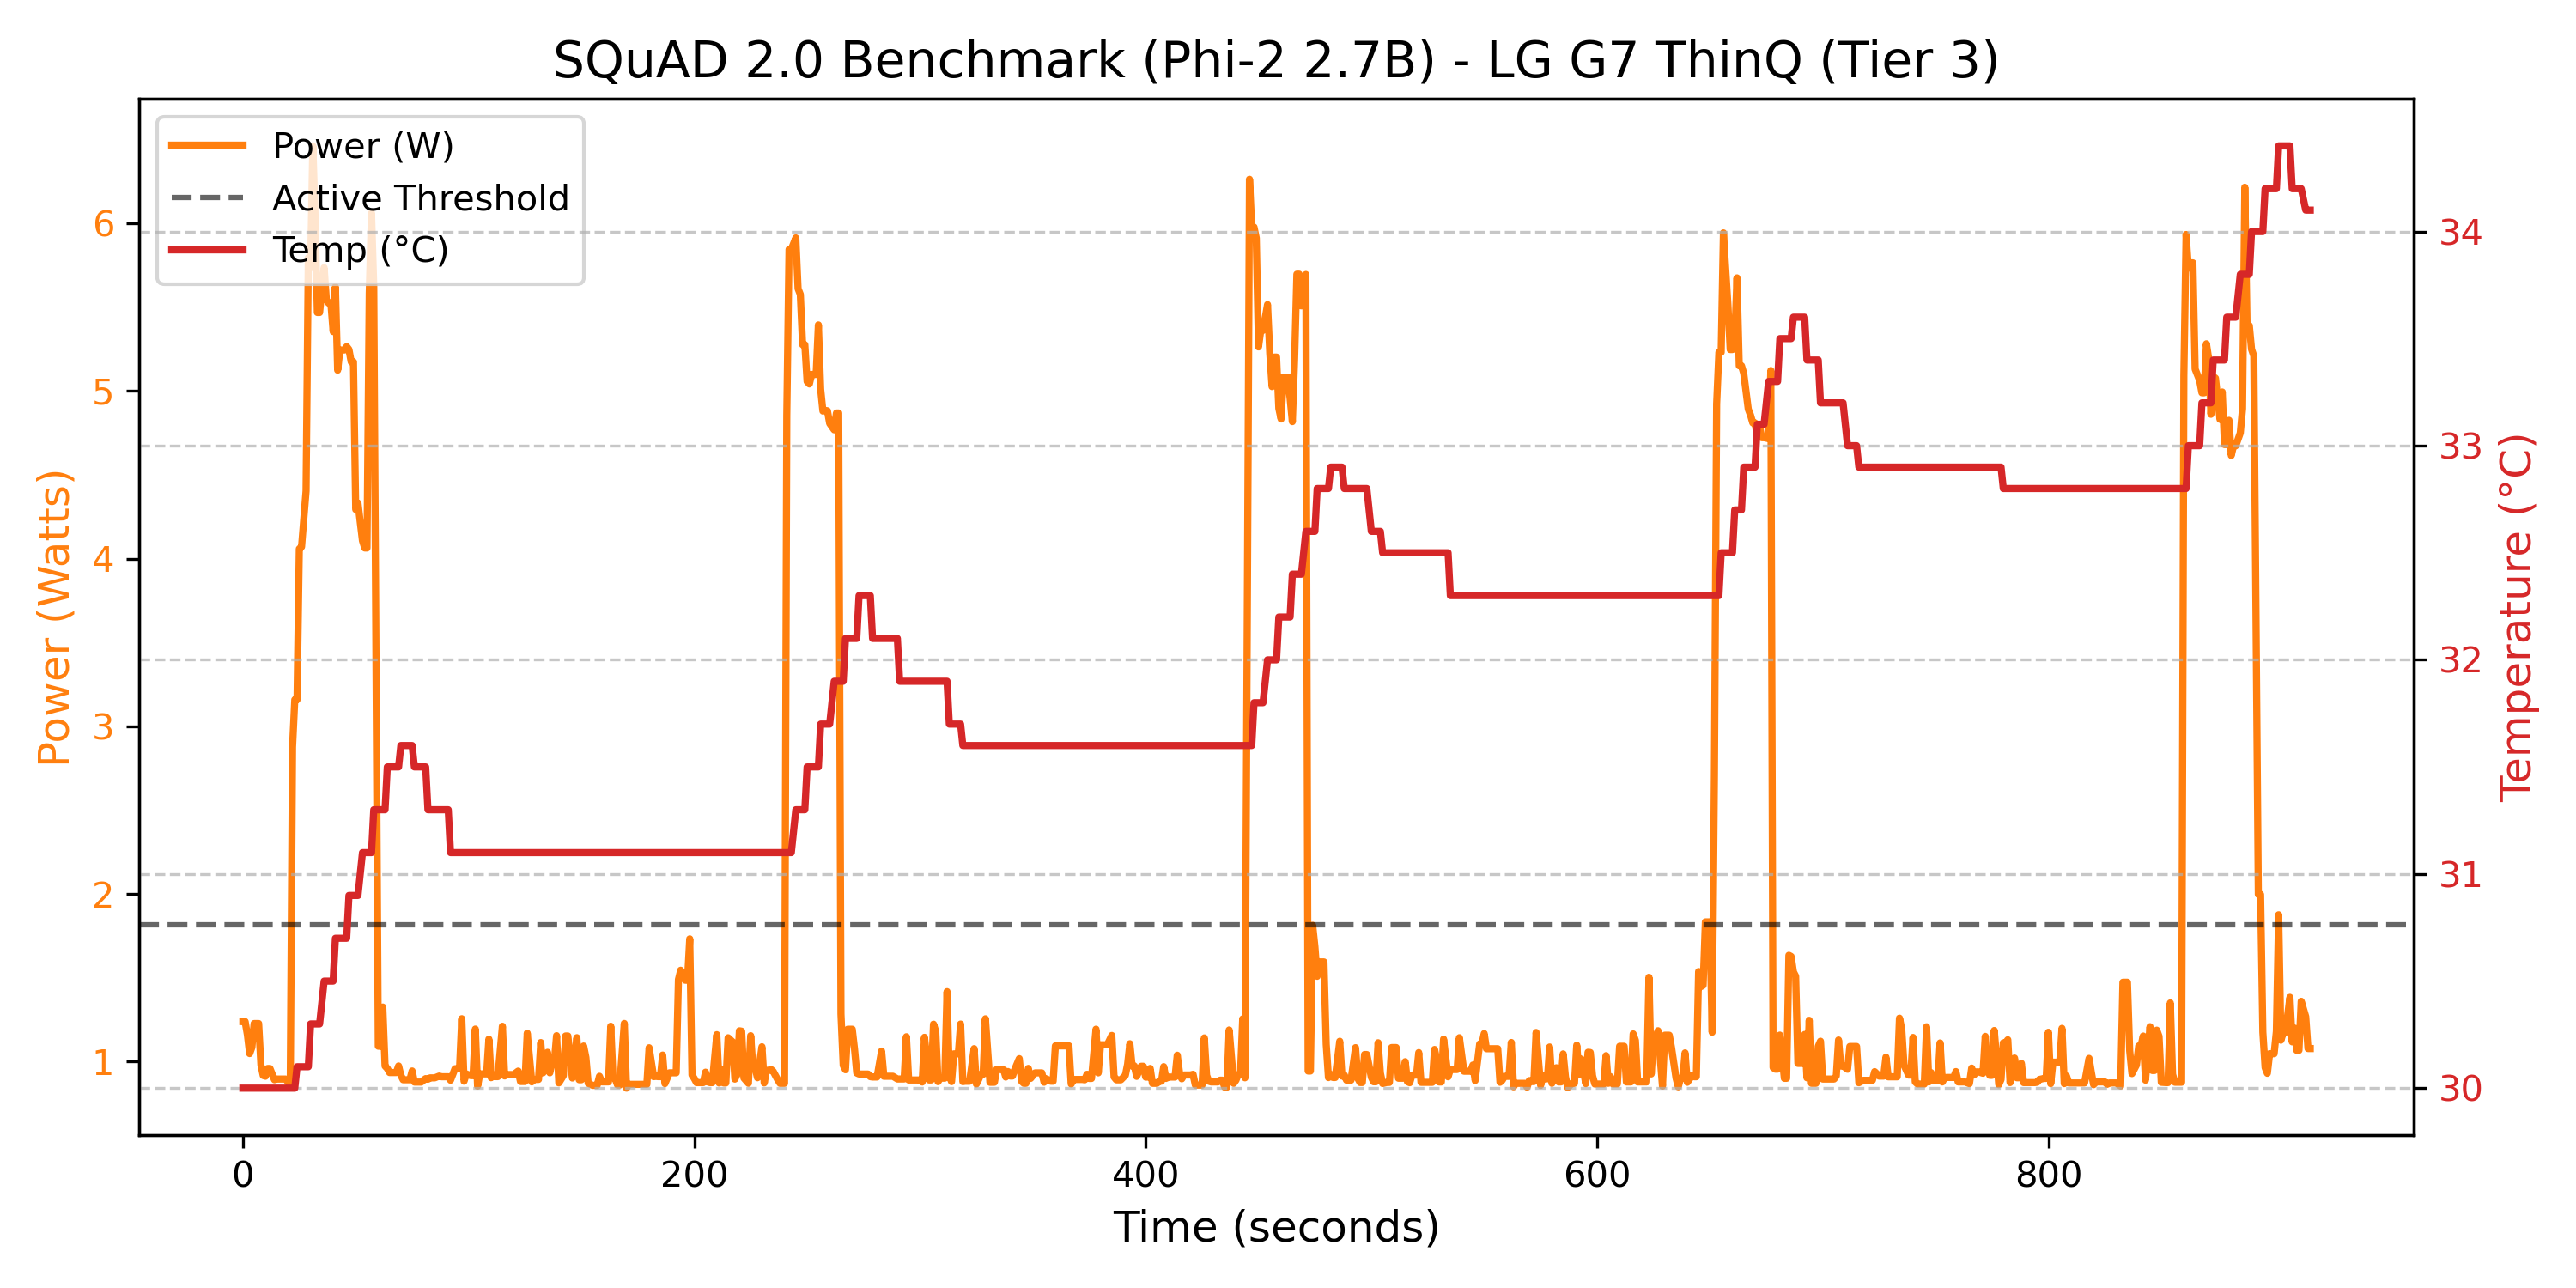 SQuAD 2.0 Benchmark (Phi-2 2.7B) - LG G7 ThinQ (Tier 3)
Power (W)
Active Threshold
Temp (°C)
Power (Watts)
6
5
4
3
2
1
34
33
32
31
30
Temperature (°C)
0
200
400
600
800
Time (seconds)